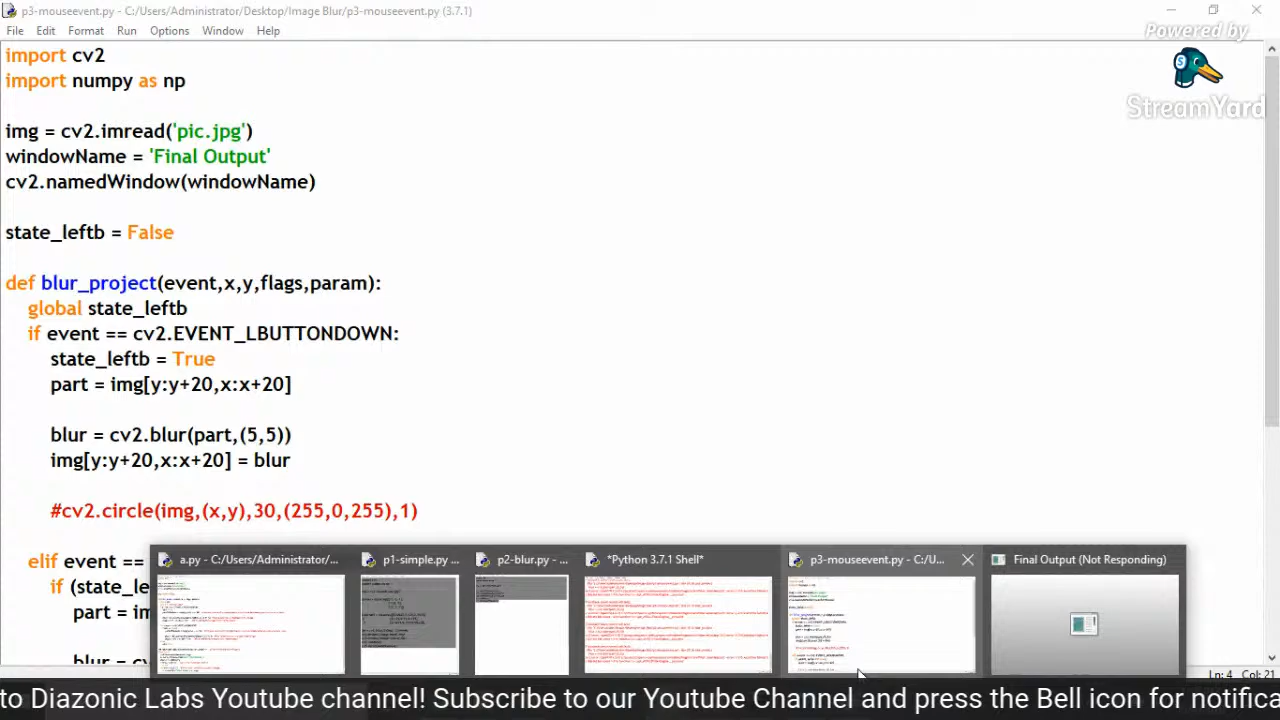 p3-mouseevent.py - C:/Users/Administrator/Desktop/Image Blur/p3-mouseevent.py (3.7.1)
File Edit Format Run Options Window Help
Powered by
StreamYard
import cv2
import numpy as np
img = cv2.imread('pic.jpg')
windowName = 'Final Output'
cv2.namedWindow(windowName)
state_leftb = False
def blur_project(event,x,y,flags,param):
global state_leftb
if event == cv2.EVENT_LBUTTONDOWN:
state_leftb = True
part = img[y:y+20,x:x+20]
blur = cv2.blur(part,(5,5))
img[y:y+20,x:x+20] = blur
#cv2.circle(img,(x,y),30,(255,0,255),1)
elif event ==
if (state_le
part = im
blur = cv
a.py - C:/Users/Administrator/... p1-simple.py ... p2-blur.py - ... *Python 3.7.1 Shell* p3-mouseevent.py - C:/U... Final Output (Not Responding)
Ln: 4 Col: 21
to Diazonic Labs Youtube channel! Subscribe to our Youtube Channel and press the Bell icon for notifica